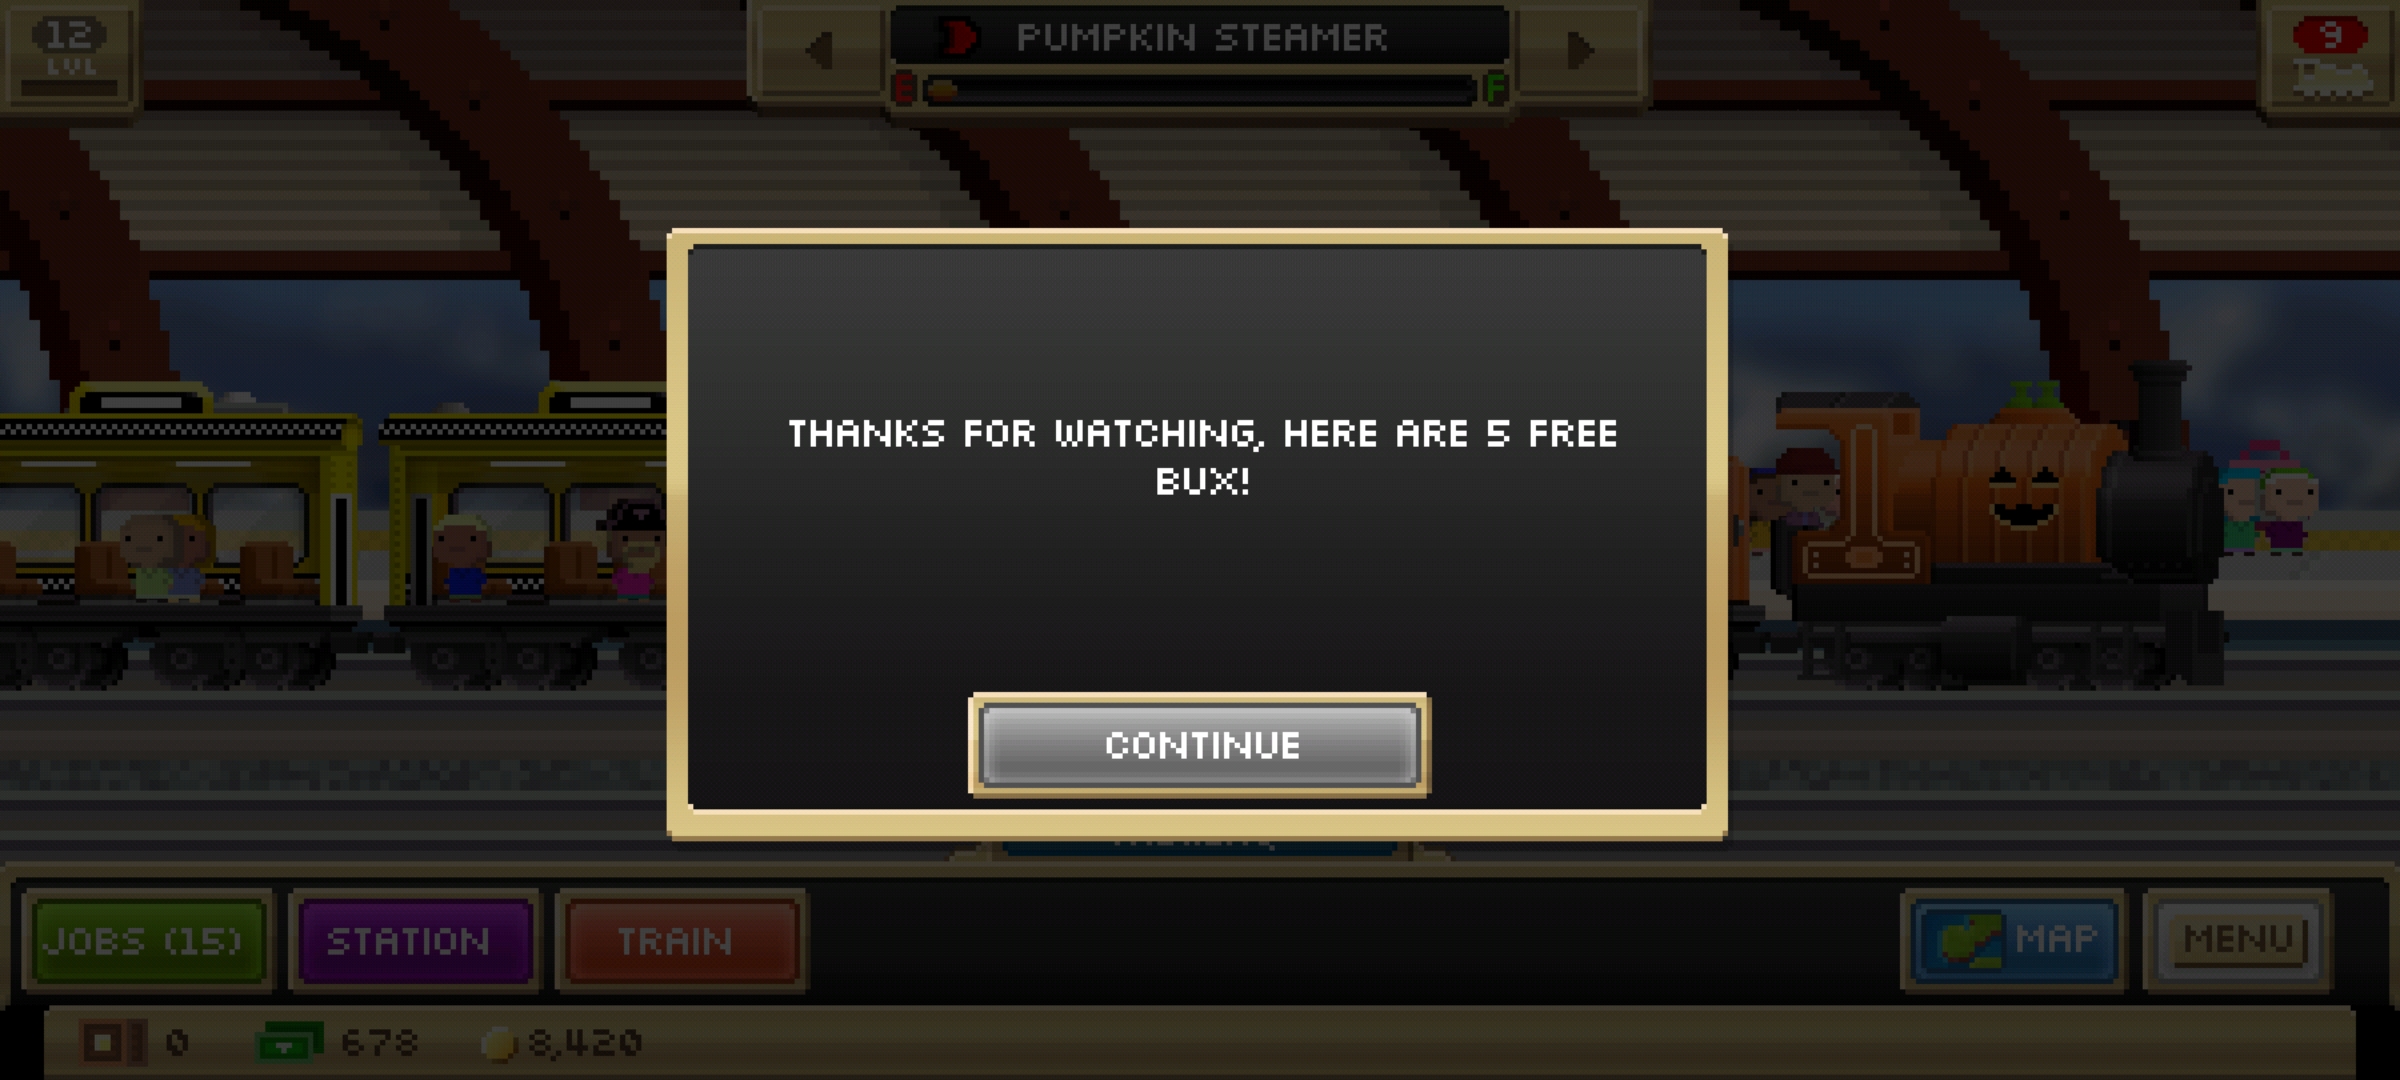 12
LVL
PUMPKIN STEAMER
E F
9
THANKS FOR WATCHING, HERE ARE 5 FREE
BUX!
CONTINUE
JOBS (15) STATION TRAIN MAP MENU
0 678 8,420